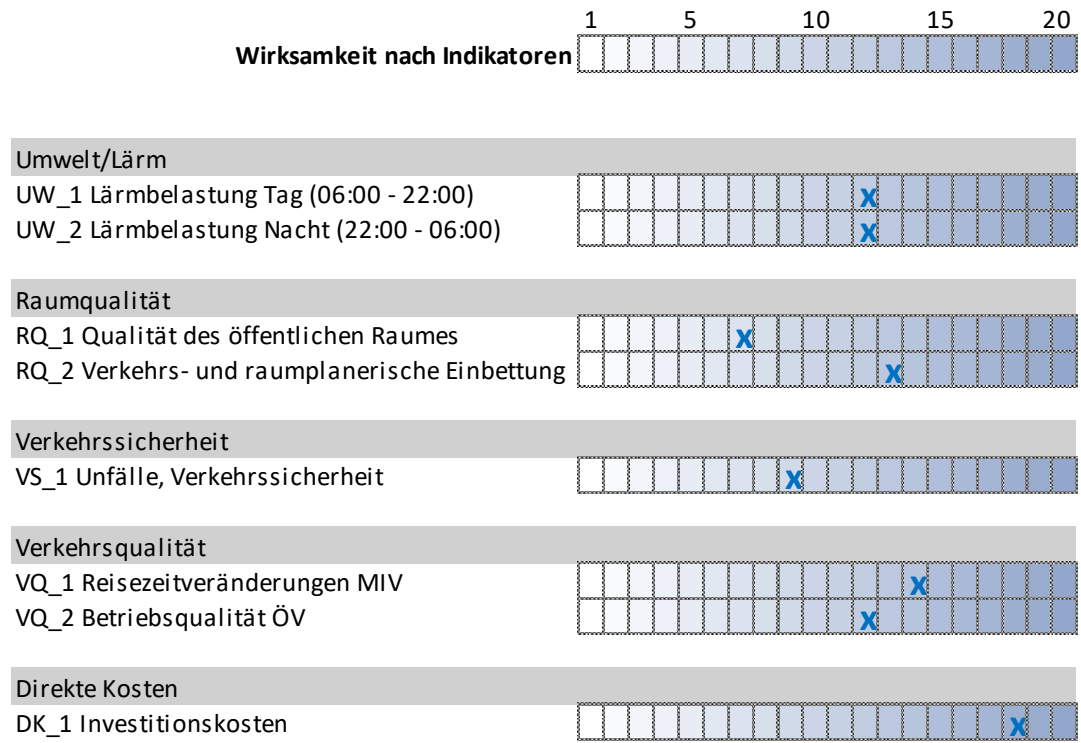 1 5 10 15 20
Wirksamkeit nach Indikatoren
Umwelt/Lärm
UW_1 Lärmbelastung Tag (06:00 - 22:00) X
UW_2 Lärmbelastung Nacht (22:00 - 06:00) X
Raumqualität
RQ_1 Qualität des öffentlichen Raumes X
RQ_2 Verkehrs- und raumplanerische Einbettung X
Verkehrssicherheit
VS_1 Unfälle, Verkehrssicherheit X
Verkehrsqualität
VQ_1 Reisezeitveränderungen MIV X
VQ_2 Betriebsqualität ÖV X
Direkte Kosten
DK_1 Investitionskosten X